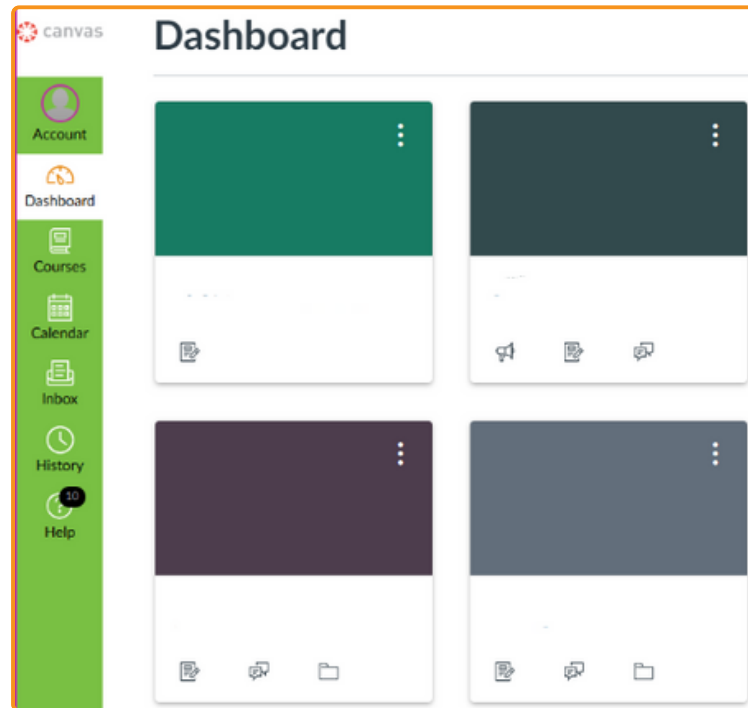 canvas
Dashboard
Account
Dashboard
Courses
Calendar
Inbox
History
10
Help